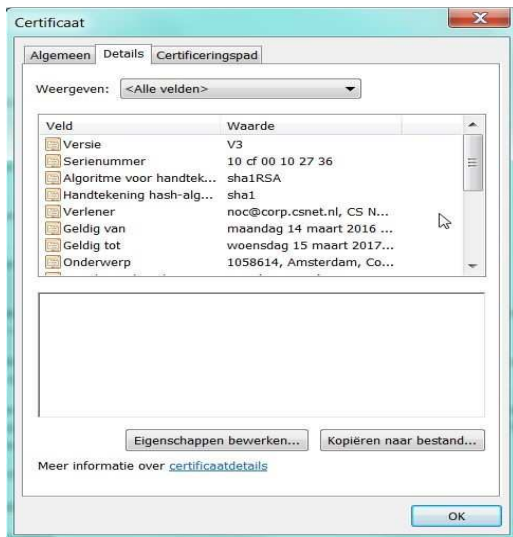 Certificaat
Algemeen Details Certificeringspad
Weergeven: <Alle velden>
Veld Waarde
Versie V3
Serienummer 10 cf 00 10 27 36
Algoritme voor handtek... sha1RSA
Handtekening hash-alg... sha1
Verlener noc@corp.csnet.nl, CS N...
Geldig van maandag 14 maart 2016 ...
Geldig tot woensdag 15 maart 2017...
Onderwerp 1058614, Amsterdam, Co...
Eigenschappen bewerken... Kopiëren naar bestand...
Meer informatie over certificaatdetails
OK